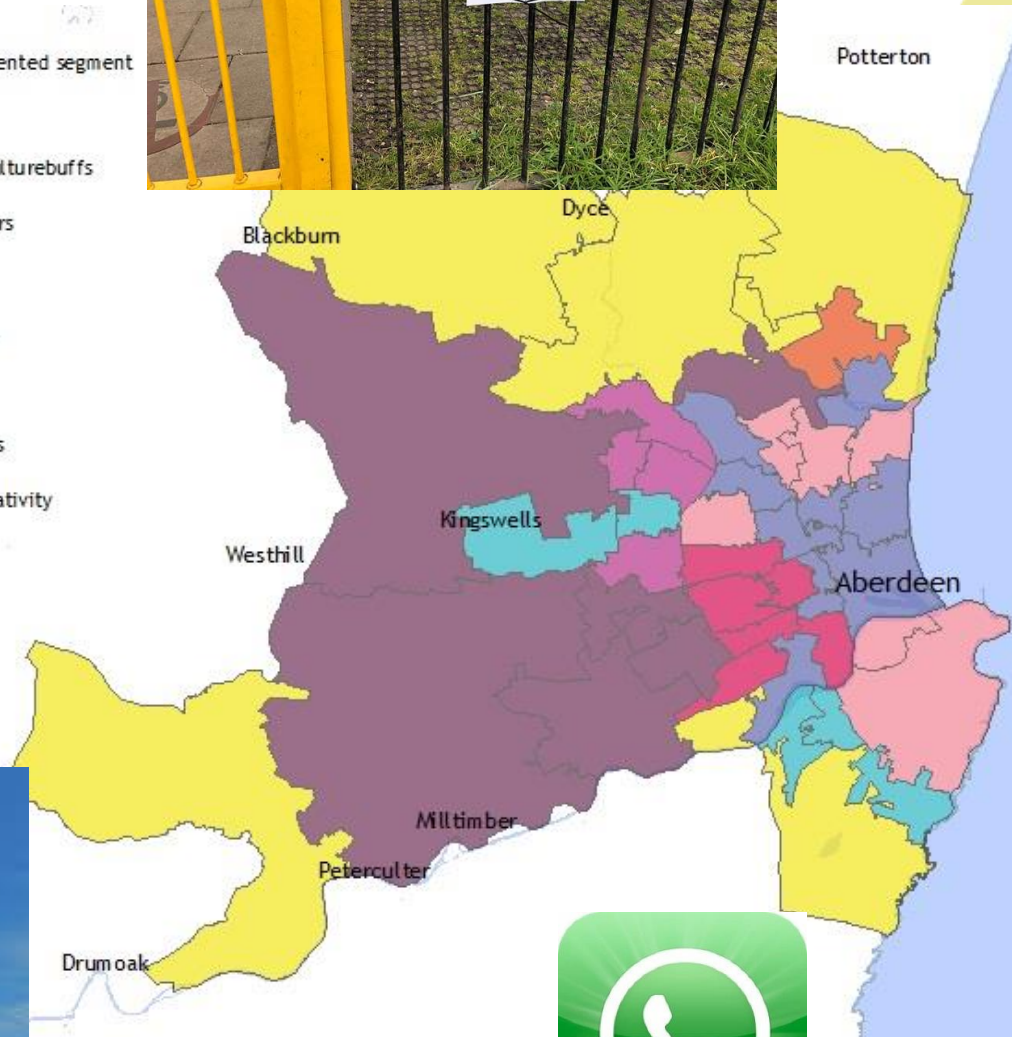 ented segment
Potterton
lturebuffs
rs
Dyce
Blackburn
s
ativity
Kingswells
Westhill
Aberdeen
Milltimber
Peterculter
Drumoak